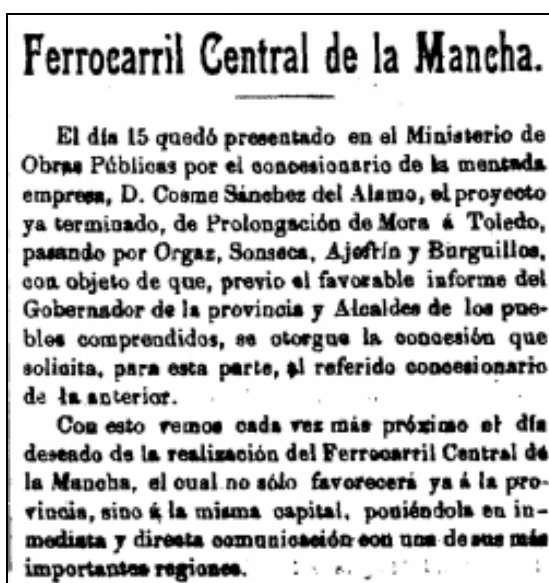 Ferrocarril Central de la Mancha.
El día 15 quedó presentado en el Ministerio de
Obras Públicas por el concesionario de la mentada
empresa, D. Cosme Sánchez del Alamo, el proyecto
ya terminado, de Prolongación de Mora á Toledo,
pasando por Orgaz, Sonseca, Ajofrín y Burguillos,
con objeto de que, previo el favorable informe del
Gobernador de la provincia y Alcaldes de los pue-
blos comprendidos, se otorgue la concesión que
solicita, para esta parte, al referido concesionario
de la anterior.
Con esto vemos cada vez más próximo el día
deseado de la realización del Ferrocarril Central de
la Mancha, el cual no sólo favorecerá ya á la pro-
vincia, sino á la misma capital, poniéndola en in-
mediata y directa comunicación con una de sus más
importantes regiones.